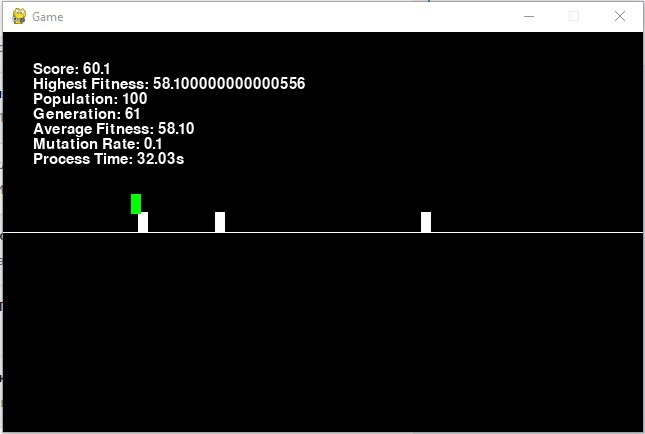 Game
Score: 60.1
Highest Fitness: 58.100000000000556
Population: 100
Generation: 61
Average Fitness: 58.10
Mutation Rate: 0.1
Process Time: 32.03s